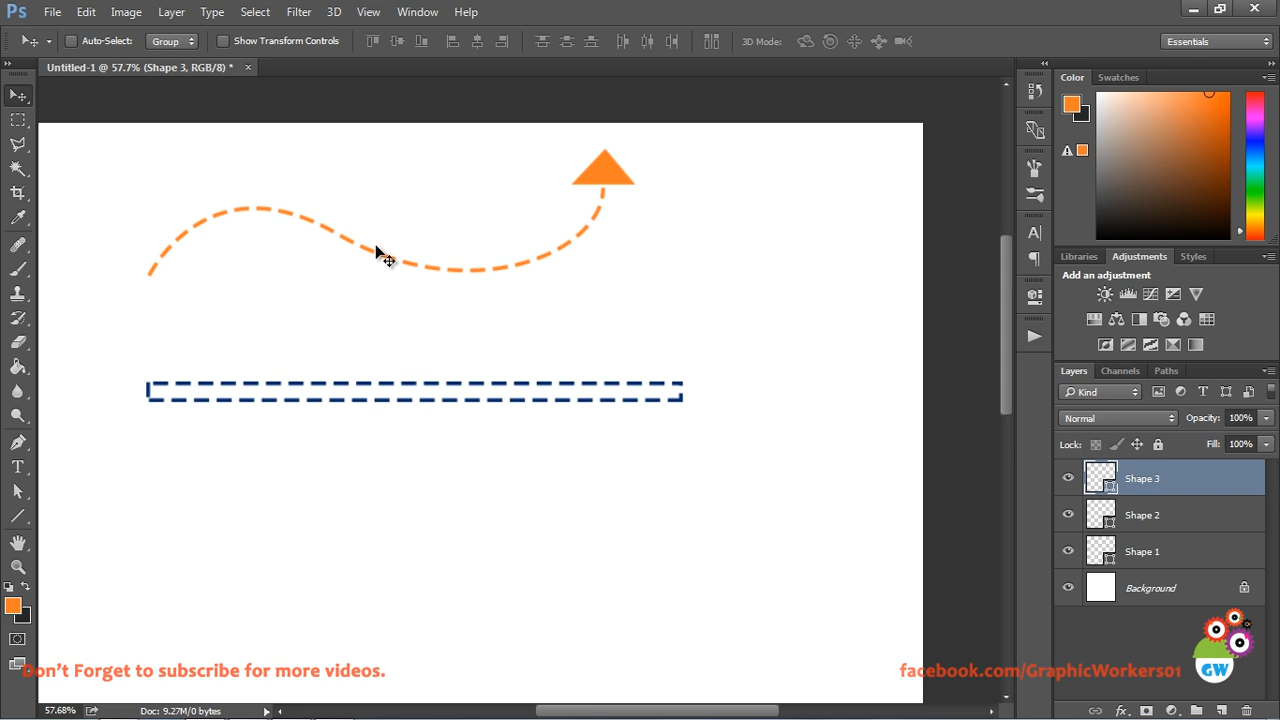 Ps File Edit Image Layer Type Select Filter 3D View Window Help
Auto-Select: Group Show Transform Controls 3D Mode: Essentials
Untitled-1 @ 57.7% (Shape 3, RGB/8) * ×
Color Swatches
Libraries Adjustments Styles
Add an adjustment
Layers Channels Paths
Kind
Normal Opacity: 100%
Lock: Fill: 100%
Shape 3
Shape 2
Shape 1
Background
Don't Forget to subscribe for more videos.
facebook.com/GraphicWorkers01
GW
57.68% Doc: 9.27M/0 bytes